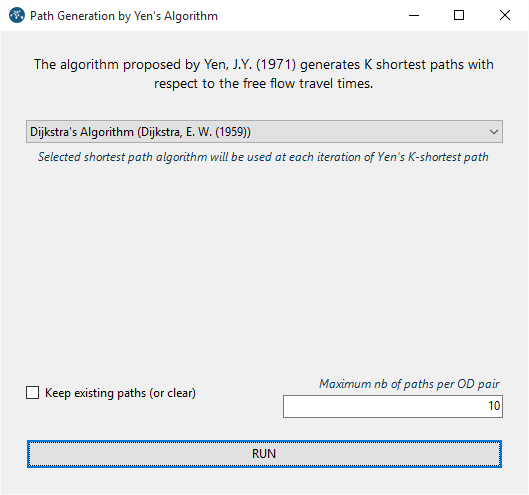 Path Generation by Yen's Algorithm
The algorithm proposed by Yen, J.Y. (1971) generates K shortest paths with
respect to the free flow travel times.
Dijkstra's Algorithm (Dijkstra, E. W. (1959))
Selected shortest path algorithm will be used at each iteration of Yen's K-shortest path
Maximum nb of paths per OD pair
Keep existing paths (or clear)
10
RUN